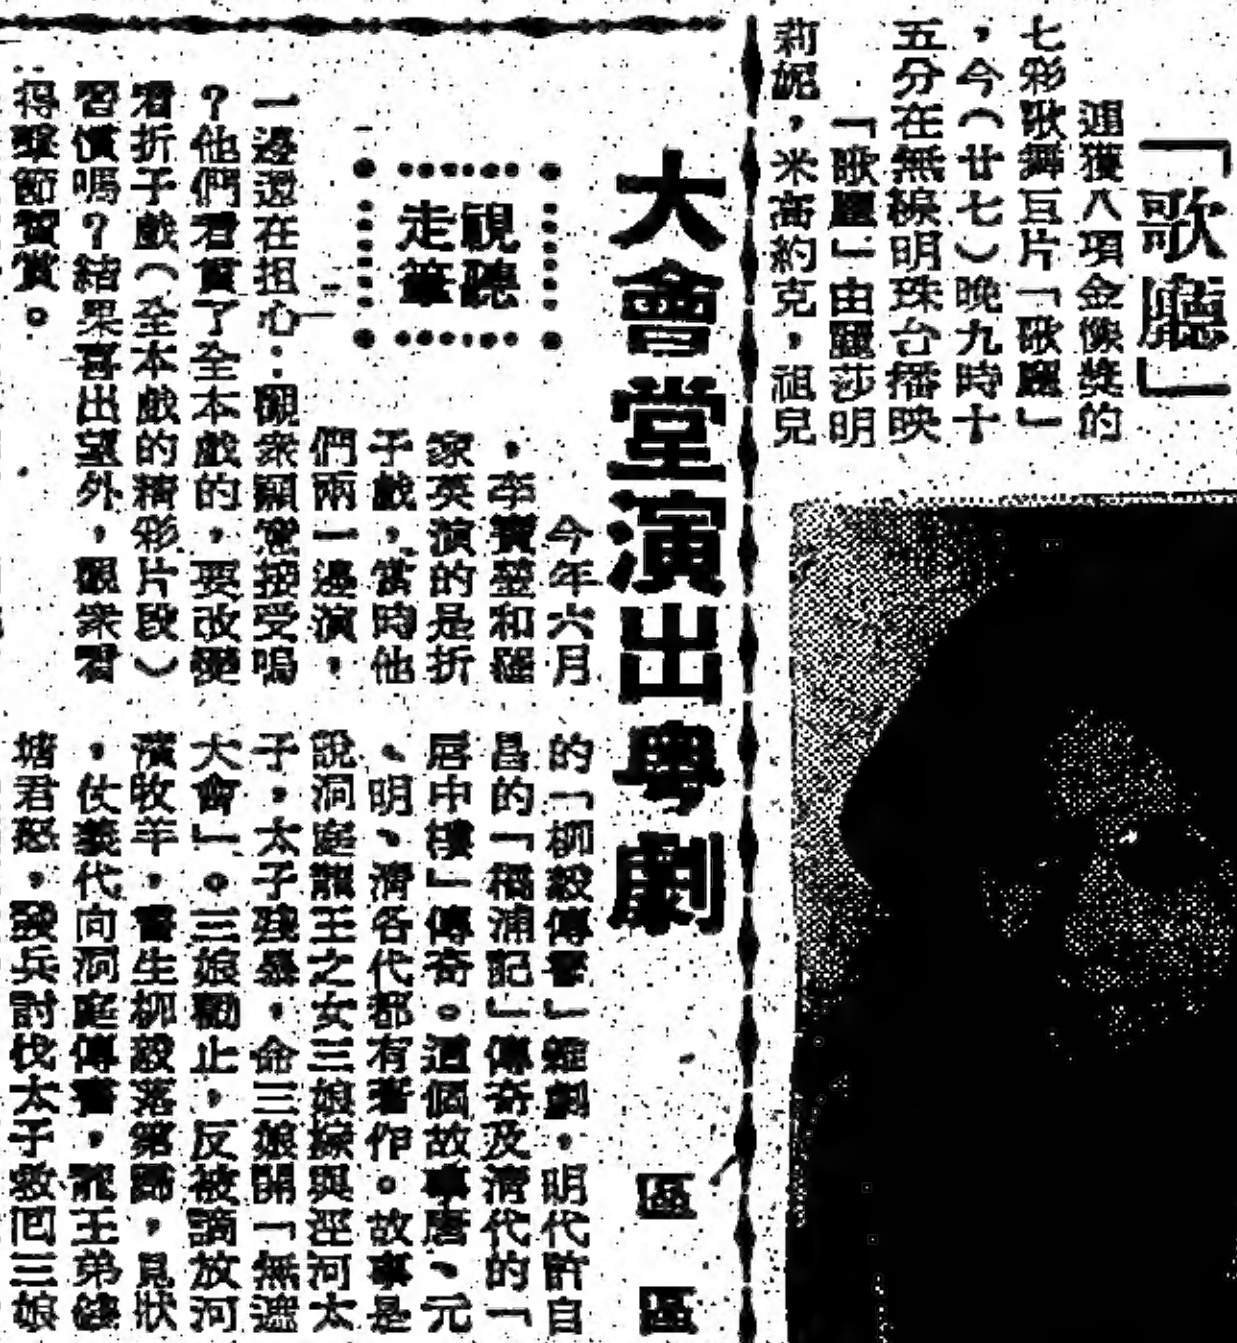 「歌廳」
連獲八項金像獎的
七彩歌舞巨片「歌廳」
，今（廿七）晚九時十
五分在無線明珠台播映
「歌廳」由麗莎明
莉妮，米高約克，祖兒
大會堂演出粵劇
區區
視聽
走筆
今年六月
，李寶瑩和羅
家英演的是折
子戲，當時他
們兩一邊演，
一邊還在担心：觀衆願意接受嗎
？他們看慣了全本戲的，要改變
看折子戲（全本戲的精彩片段）
習慣嗎？結果喜出望外，觀衆看
得擊節贊賞。
的「柳毅傳書」雜劇，明代許自
昌的「橘浦記」傳奇及清代的「
唇中樓」傳奇。這個故事唐、元
、明、清各代都有著作。故事是
說洞庭龍王之女三娘嫁與涇河太
子，太子殘暴，命三娘開「無遮
大會」。三娘勸止，反被謫放河
濱牧羊，書生柳毅落第歸，見狀
，仗義代向洞庭傳書，龍王弟錢
塘君怒，發兵討伐太子救回三娘